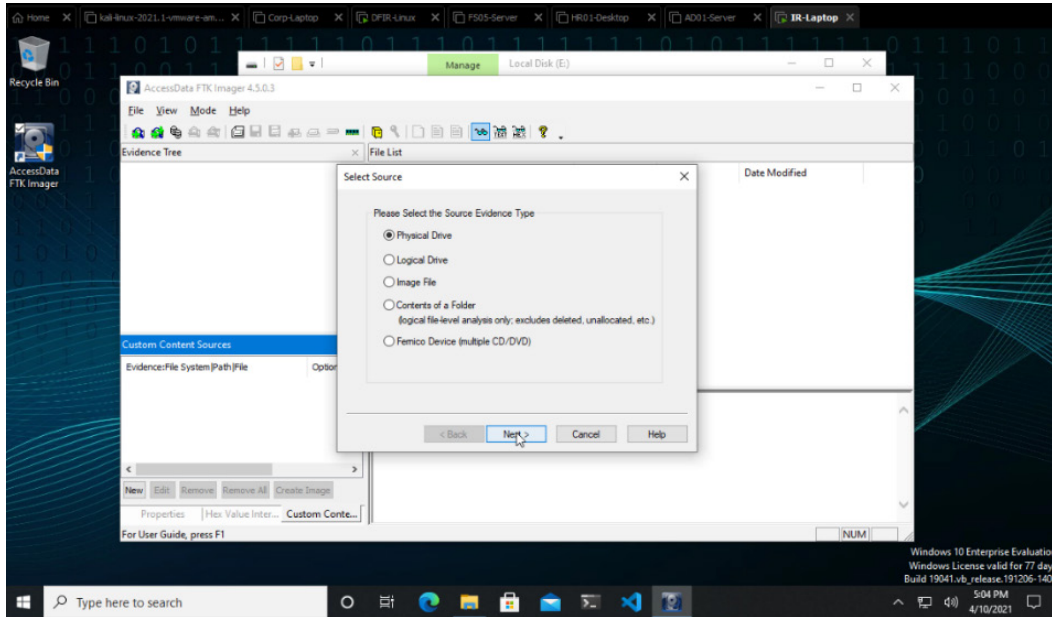 Home kali-linux-2021.1-vmware-am... Corp-Laptop DFIR-Linux FS05-Server HR01-Desktop AD01-Server IR-Laptop
Recycle Bin
Manage Local Disk (E:)
AccessData FTK Imager 4.5.0.3
File View Mode Help
Evidence Tree
File List
AccessData
FTK Imager
Select Source
Date Modified
Please Select the Source Evidence Type
Physical Drive
Logical Drive
Image File
Contents of a Folder
(logical file-level analysis only; excludes deleted, unallocated, etc.)
Fernico Device (multiple CD/DVD)
Custom Content Sources
Evidence:File System|Path|File Option
< Back Next > Cancel Help
New Edit Remove Remove All Create Image
Properties Hex Value Inter... Custom Conte...
For User Guide, press F1
NUM
Windows 10 Enterprise Evaluatio
Windows License valid for 77 day
Build 19041.vb_release.191206-140
Type here to search
5:04 PM
4/10/2021